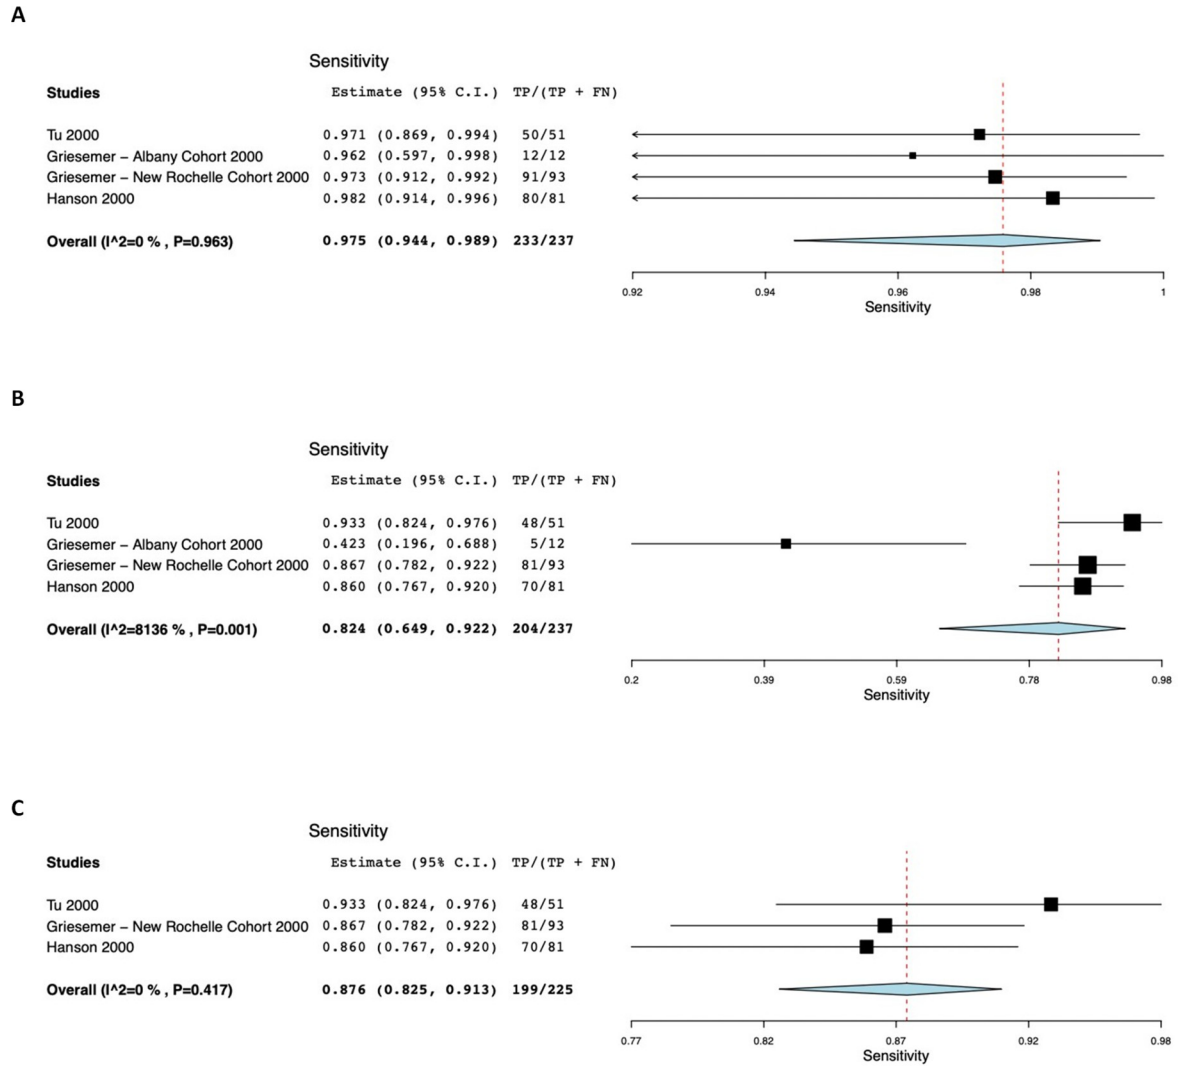 A
Sensitivity
Studies Estimate (95% C.I.) TP/(TP + FN)
Tu 2000 0.971 (0.869, 0.994) 50/51
Griesemer – Albany Cohort 2000 0.962 (0.597, 0.998) 12/12
Griesemer – New Rochelle Cohort 2000 0.973 (0.912, 0.992) 91/93
Hanson 2000 0.982 (0.914, 0.996) 80/81
Overall (I^2=0 % , P=0.963) 0.975 (0.944, 0.989) 233/237
0.92 0.94 0.96 0.98 1
Sensitivity
B
Sensitivity
Studies Estimate (95% C.I.) TP/(TP + FN)
Tu 2000 0.933 (0.824, 0.976) 48/51
Griesemer – Albany Cohort 2000 0.423 (0.196, 0.688) 5/12
Griesemer – New Rochelle Cohort 2000 0.867 (0.782, 0.922) 81/93
Hanson 2000 0.860 (0.767, 0.920) 70/81
Overall (I^2=8136 % , P=0.001) 0.824 (0.649, 0.922) 204/237
0.2 0.39 0.59 0.78 0.98
Sensitivity
C
Sensitivity
Studies Estimate (95% C.I.) TP/(TP + FN)
Tu 2000 0.933 (0.824, 0.976) 48/51
Griesemer – New Rochelle Cohort 2000 0.867 (0.782, 0.922) 81/93
Hanson 2000 0.860 (0.767, 0.920) 70/81
Overall (I^2=0 % , P=0.417) 0.876 (0.825, 0.913) 199/225
0.77 0.82 0.87 0.92 0.98
Sensitivity